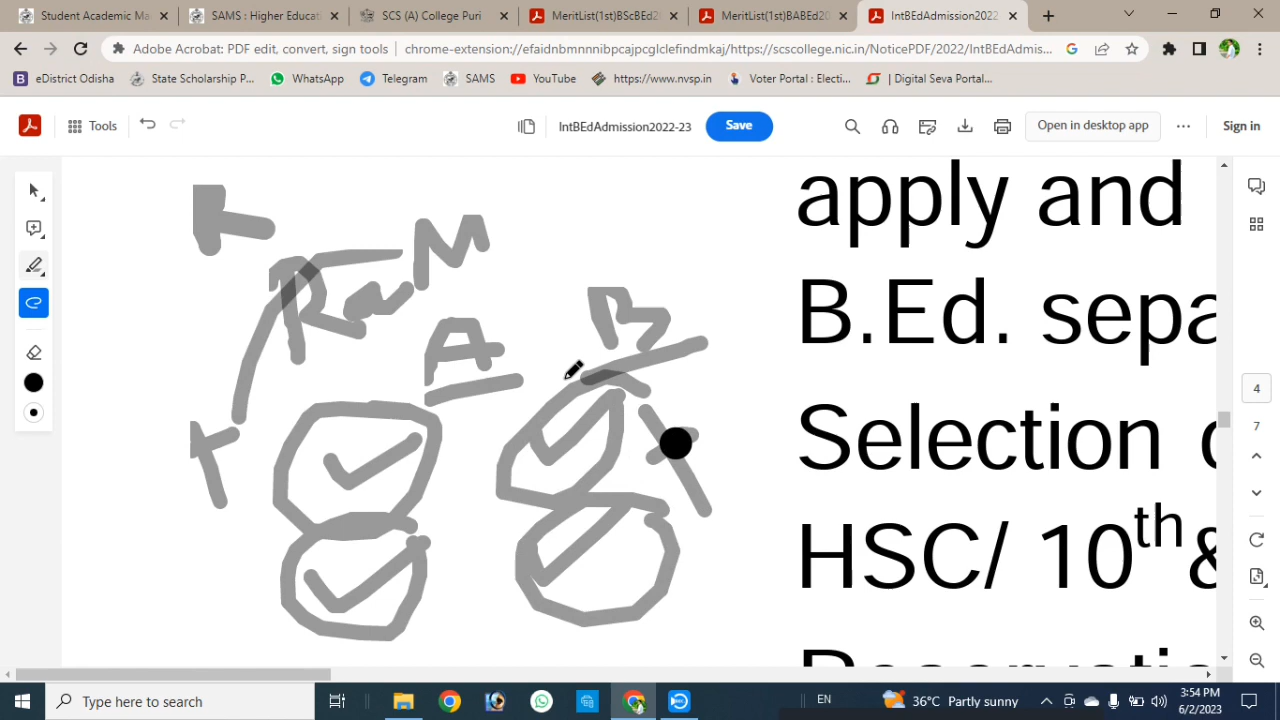 Student Academic Ma
SAMS : Higher Educati
SCS (A) College Puri
MeritList(1st)BScBEd2
MeritList(1st)BABEd20
IntBEdAdmission2022
Adobe Acrobat: PDF edit, convert, sign tools
chrome-extension://efaidnbmnnnibpcajpcglclefindmkaj/https://scscollege.nic.in/NoticePDF/2022/IntBEdAdmis...
eDistrict Odisha
State Scholarship P...
WhatsApp
Telegram
SAMS
YouTube
https://www.nvsp.in
Voter Portal : Electi...
| Digital Seva Portal...
Tools
IntBEdAdmission2022-23
Save
Open in desktop app
Sign in
apply and
B.Ed. sepa
Selection
HSC/ 10th&
RaM
A
B
4
7
Type here to search
EN
36°C Partly sunny
3:54 PM
6/2/2023